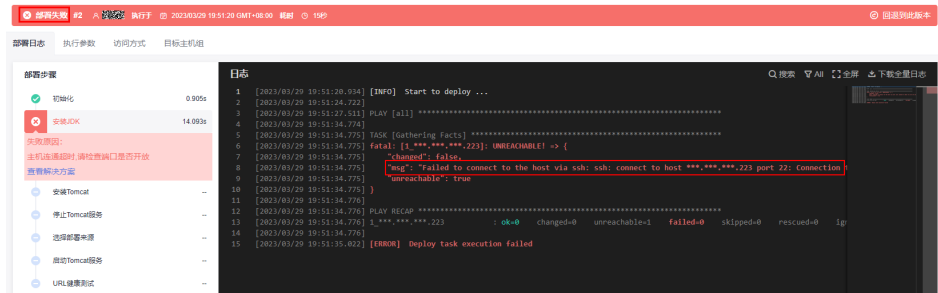 部署失败 #2 执行于 2023/03/29 19:51:20 GMT+08:00 耗时 15秒 回退到此版本
部署日志 执行参数 访问方式 目标主机组
部署步骤
初始化 0.905s
安装JDK 14.093s
失败原因:
主机连通超时,请检查端口是否开放
查看解决方案
安装Tomcat --
停止Tomcat服务 --
选择部署来源 --
启动Tomcat服务 --
URL健康测试 --
日志 搜索 All 全屏 下载全量日志
1 [2023/03/29 19:51:20.934] [INFO] Start to deploy ...
2 [2023/03/29 19:51:24.722]
3 [2023/03/29 19:51:27.511] PLAY [all] *********************************************************************
4 [2023/03/29 19:51:34.774]
5 [2023/03/29 19:51:34.775] TASK [Gathering Facts] *********************************************************
6 [2023/03/29 19:51:34.775] fatal: [1_***.***.***.223]: UNREACHABLE! => {
7 [2023/03/29 19:51:34.775] "changed": false,
8 [2023/03/29 19:51:34.775] "msg": "Failed to connect to the host via ssh: ssh: connect to host ***.***.***.223 port 22: Connection
9 [2023/03/29 19:51:34.775] "unreachable": true
10 [2023/03/29 19:51:34.775] }
11 [2023/03/29 19:51:34.776]
12 [2023/03/29 19:51:34.776] PLAY RECAP *********************************************************************
13 [2023/03/29 19:51:34.776] 1_***.***.***.223 : ok=0 changed=0 unreachable=1 failed=0 skipped=0 rescued=0 ig
14 [2023/03/29 19:51:34.776]
15 [2023/03/29 19:51:35.022] [ERROR] Deploy task execution failed